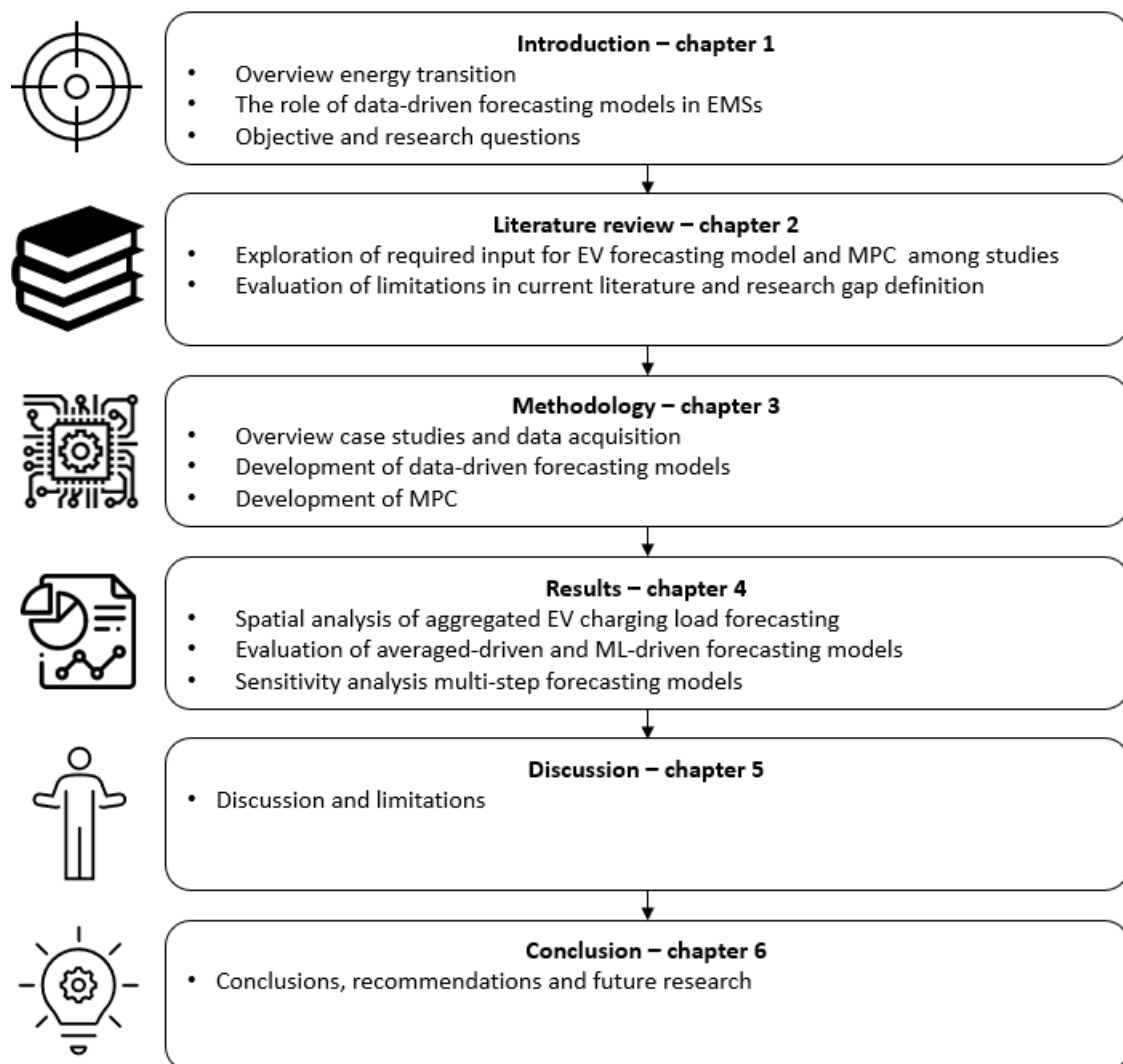 Introduction – chapter 1
• Overview energy transition
• The role of data-driven forecasting models in EMSs
• Objective and research questions
Literature review – chapter 2
• Exploration of required input for EV forecasting model and MPC among studies
• Evaluation of limitations in current literature and research gap definition
Methodology – chapter 3
• Overview case studies and data acquisition
• Development of data-driven forecasting models
• Development of MPC
Results – chapter 4
• Spatial analysis of aggregated EV charging load forecasting
• Evaluation of averaged-driven and ML-driven forecasting models
• Sensitivity analysis multi-step forecasting models
Discussion – chapter 5
• Discussion and limitations
Conclusion – chapter 6
• Conclusions, recommendations and future research